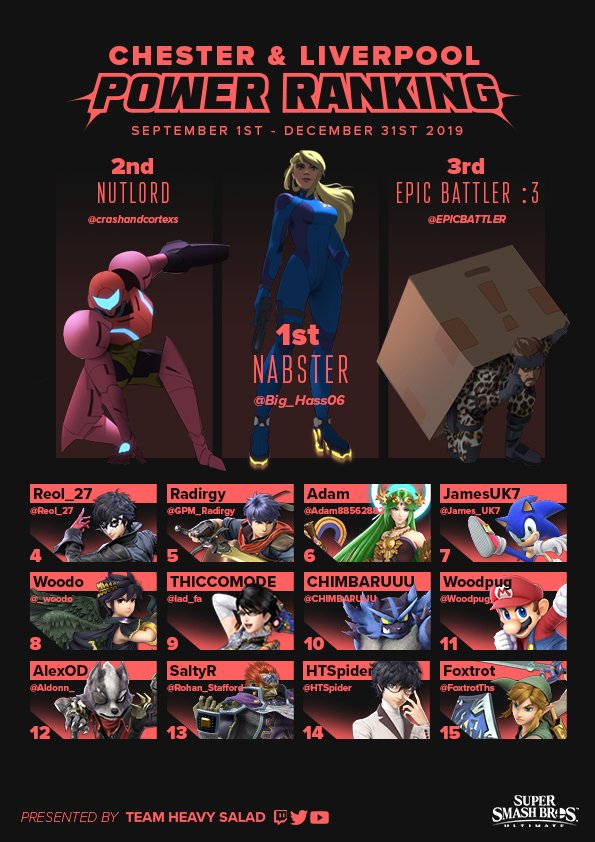 CHESTER & LIVERPOOL
POWER RANKING
SEPTEMBER 1ST - DECEMBER 31ST 2019
2nd
NUTLORD
@crashandcortexs
1st
NABSTER
@Big_Hass06
3rd
EPIC BATTLER :3
@EPICBATTLER
Reol_27
@Reol_27
4
Radirgy
@GPM_Radirgy
5
Adam
6
JamesUK7
@James_UK7
7
Woodo
@_woodo
8
THICCOMODE
@lad_fa
9
CHIMBARUUU
@CHIMBARUUU
10
Woodpug
@Woodpug
11
AlexOD
@Aldonn_
12
SaltyR
@Rohan_Stafford
13
HTSpider
@HTSpider
14
Foxtrot
@FoxtrotThs
15
PRESENTED BY TEAM HEAVY SALAD
SUPER
SMASH BROS.
ULTIMATE